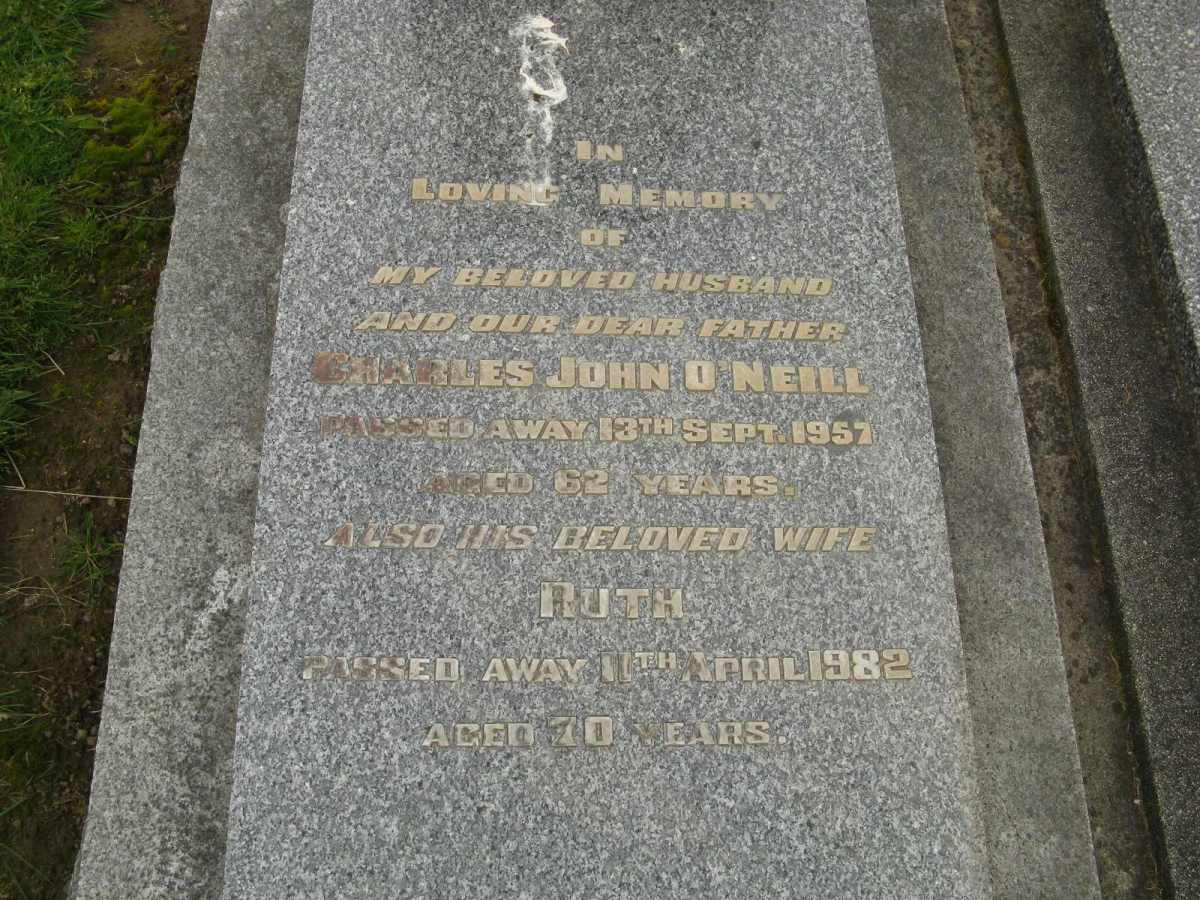 IN
LOVING MEMORY
OF
MY BELOVED HUSBAND
AND OUR DEAR FATHER
CHARLES JOHN O'NEILL
PASSED AWAY 13TH SEPT. 1957
AGED 62 YEARS.
ALSO HIS BELOVED WIFE
RUTH
PASSED AWAY 11TH APRIL 1982
AGED 70 YEARS.